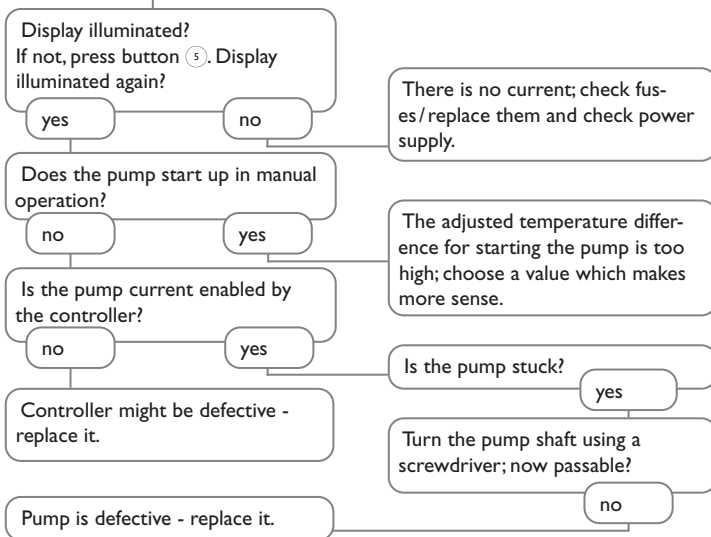 Display illuminated?
If not, press button ⑤. Display
illuminated again?
yes
no
There is no current; check fus-
es/replace them and check power
supply.
Does the pump start up in manual
operation?
no
yes
The adjusted temperature differ-
ence for starting the pump is too
high; choose a value which makes
more sense.
Is the pump current enabled by
the controller?
no
yes
Is the pump stuck?
yes
Controller might be defective -
replace it.
Turn the pump shaft using a
screwdriver; now passable?
no
Pump is defective - replace it.